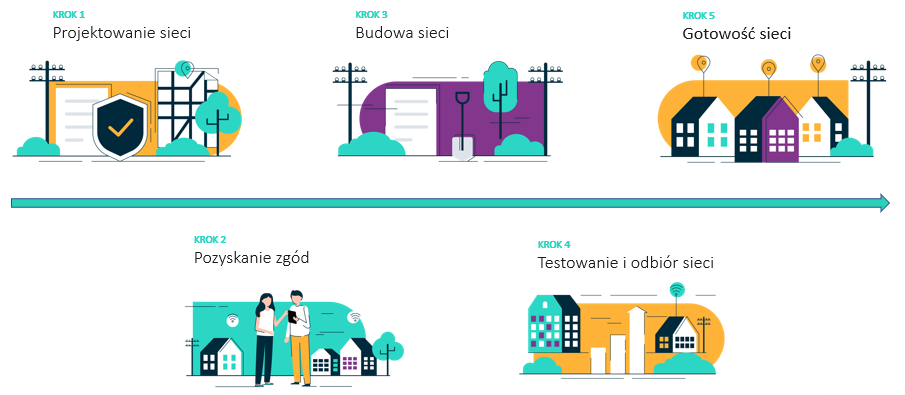 KROK 1
Projektowanie sieci
KROK 2
Pozyskanie zgód
KROK 3
Budowa sieci
KROK 4
Testowanie i odbiór sieci
KROK 5
Gotowość sieci